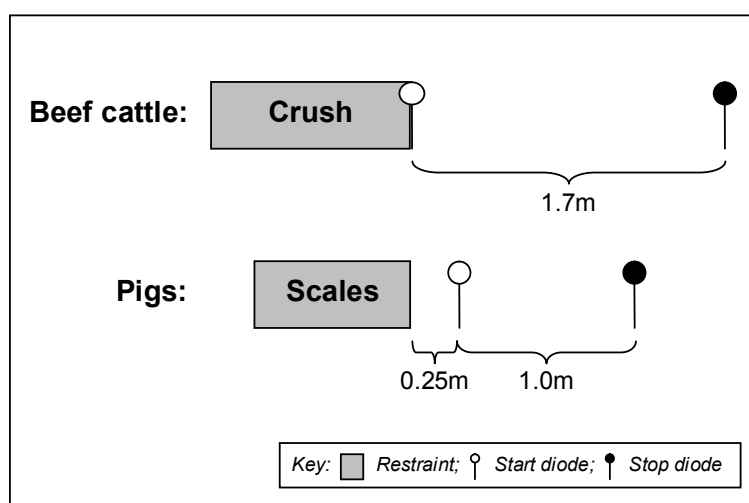 Beef cattle: Crush
1.7m
Pigs: Scales
0.25m 1.0m
Key: Restraint; Start diode; Stop diode